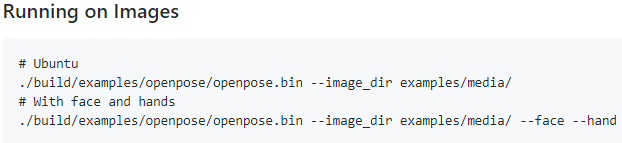 Running on Images
# Ubuntu
./build/examples/openpose/openpose.bin --image_dir examples/media/
# With face and hands
./build/examples/openpose/openpose.bin --image_dir examples/media/ --face --hand